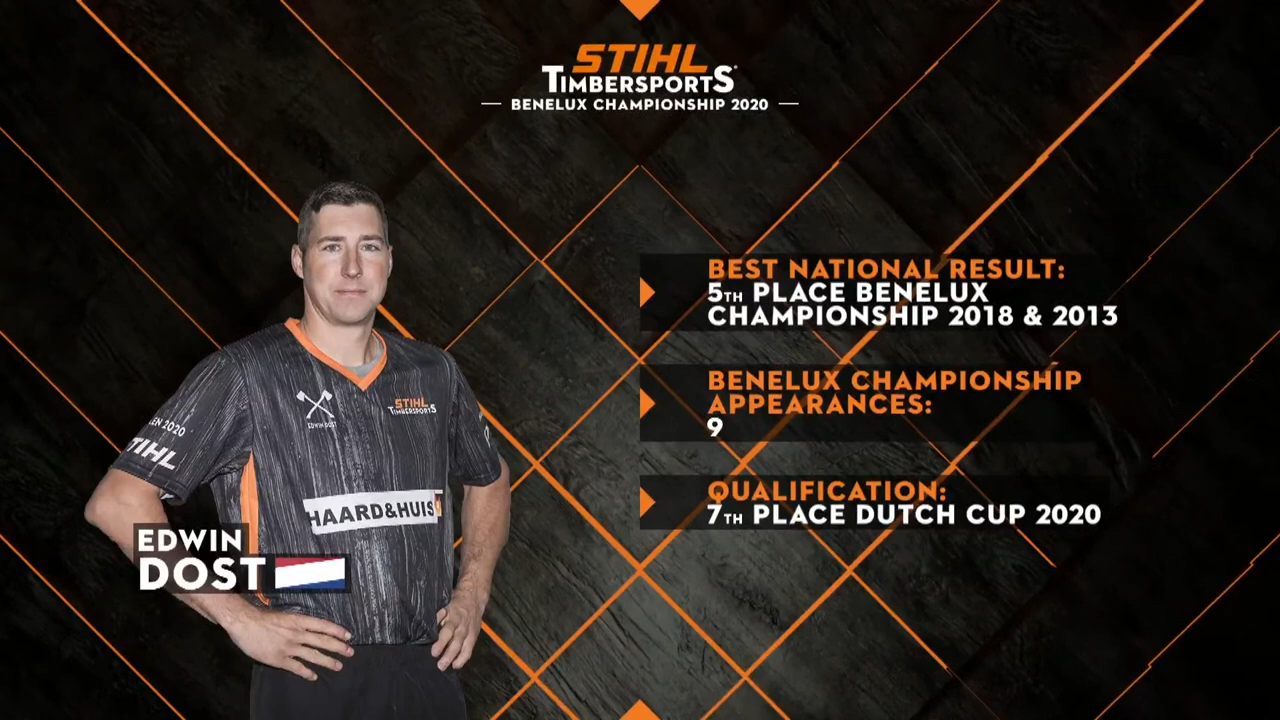 STIHL
TIMBERSPORTS®
BENELUX CHAMPIONSHIP 2020
BEST NATIONAL RESULT:
5TH PLACE BENELUX
CHAMPIONSHIP 2018 & 2013
BENELUX CHAMPIONSHIP
APPEARANCES:
9
QUALIFICATION:
7TH PLACE DUTCH CUP 2020
STIHL
TIMBERSPORTS
EDWIN DOST
2020
STIHL
HAARD&HUIS
EDWIN
DOST